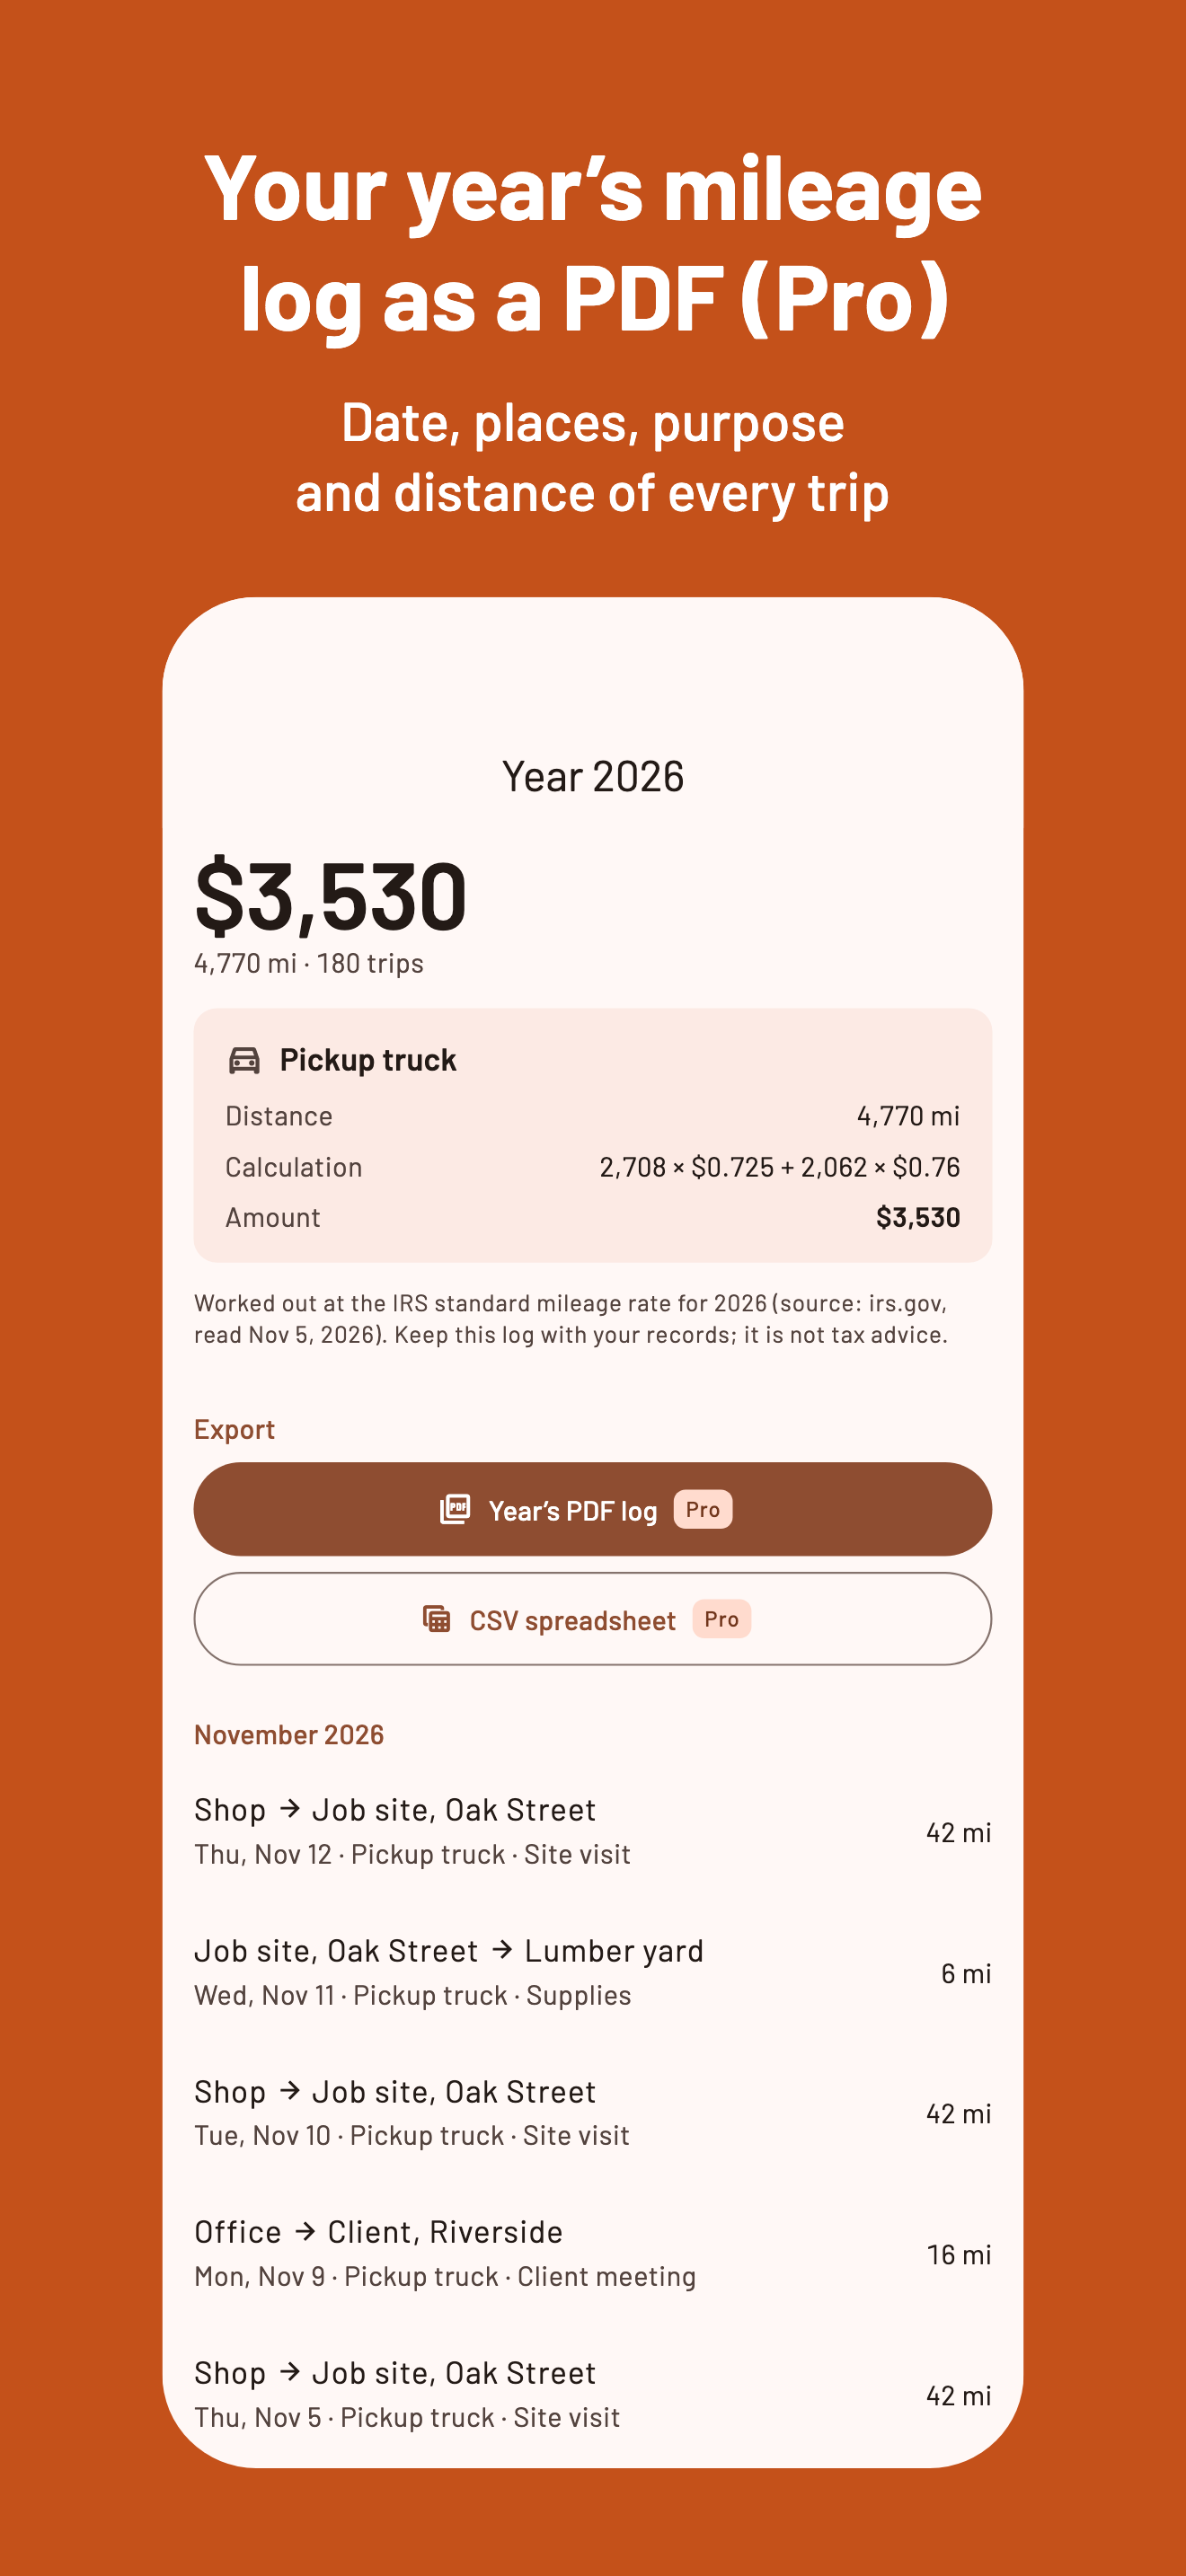 Your year’s mileage
log as a PDF (Pro)
Date, places, purpose
and distance of every trip
Year 2026
$3,530
4,770 mi · 180 trips
Pickup truck
Distance 4,770 mi
Calculation 2,708 × $0.725 + 2,062 × $0.76
Amount $3,530
Worked out at the IRS standard mileage rate for 2026 (source: irs.gov,
read Nov 5, 2026). Keep this log with your records; it is not tax advice.
Export
PDF Year’s PDF log Pro
CSV spreadsheet Pro
November 2026
Shop → Job site, Oak Street
42 mi
Thu, Nov 12 · Pickup truck · Site visit
Job site, Oak Street → Lumber yard
6 mi
Wed, Nov 11 · Pickup truck · Supplies
Shop → Job site, Oak Street
42 mi
Tue, Nov 10 · Pickup truck · Site visit
Office → Client, Riverside
16 mi
Mon, Nov 9 · Pickup truck · Client meeting
Shop → Job site, Oak Street
42 mi
Thu, Nov 5 · Pickup truck · Site visit